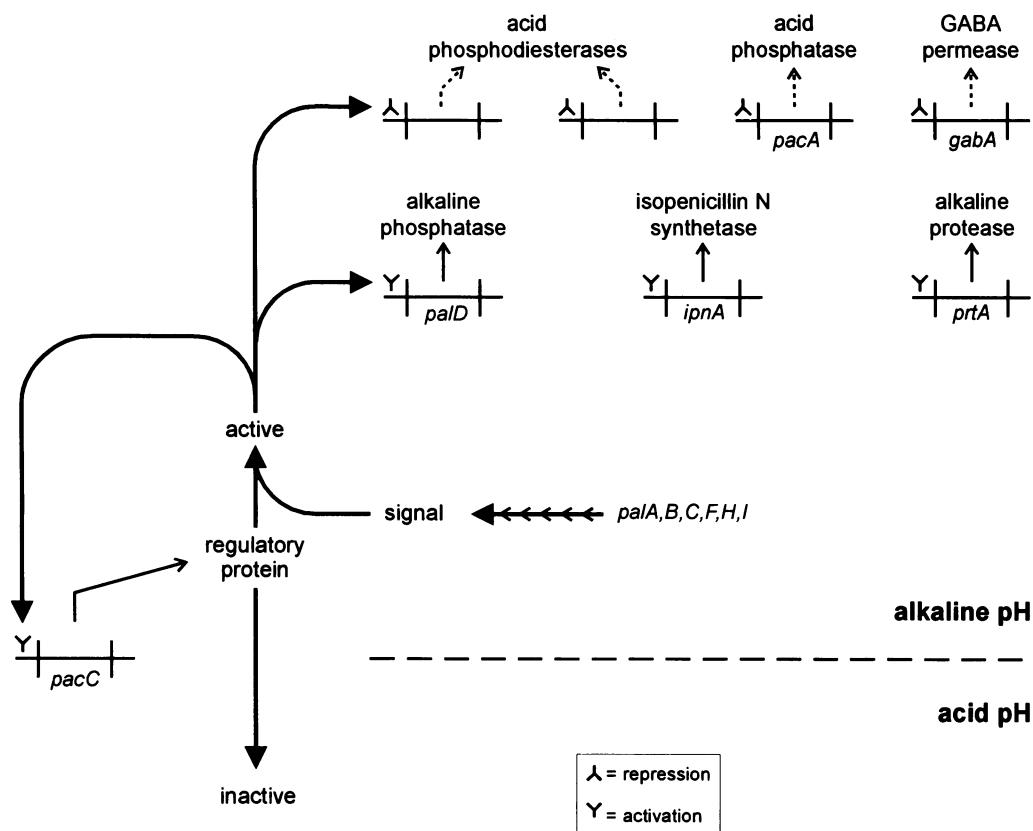 acid
phosphodiesterases
acid
phosphatase
GABA
permease
pacA
gabA
alkaline
phosphatase
isopenicillin N
synthetase
alkaline
protease
palD
ipnA
prtA
active
signal
palA,B,C,F,H,I
regulatory
protein
alkaline pH
pacC
acid pH
inactive
= repression
= activation